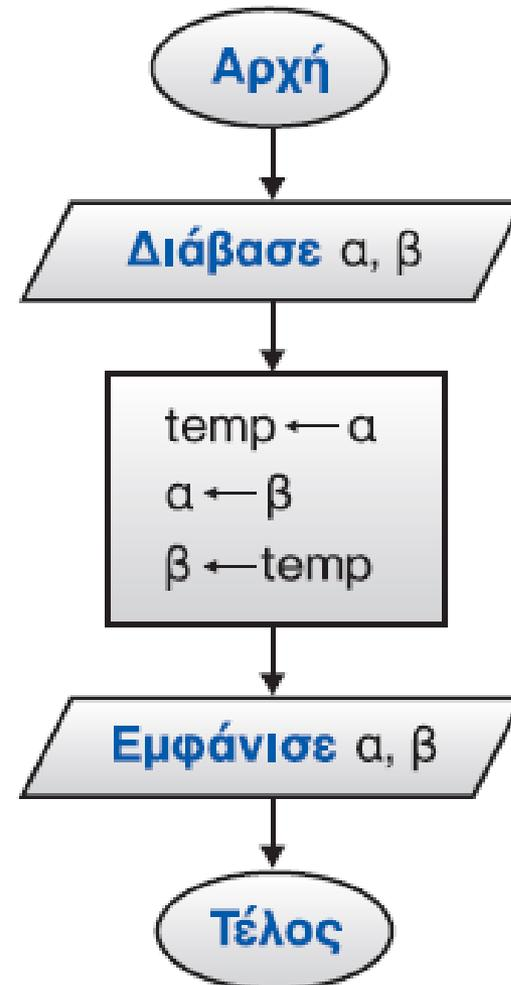 Αρχή
Διάβασε α, β
temp ← α
α ← β
β ← temp
Εμφάνισε α, β
Τέλος